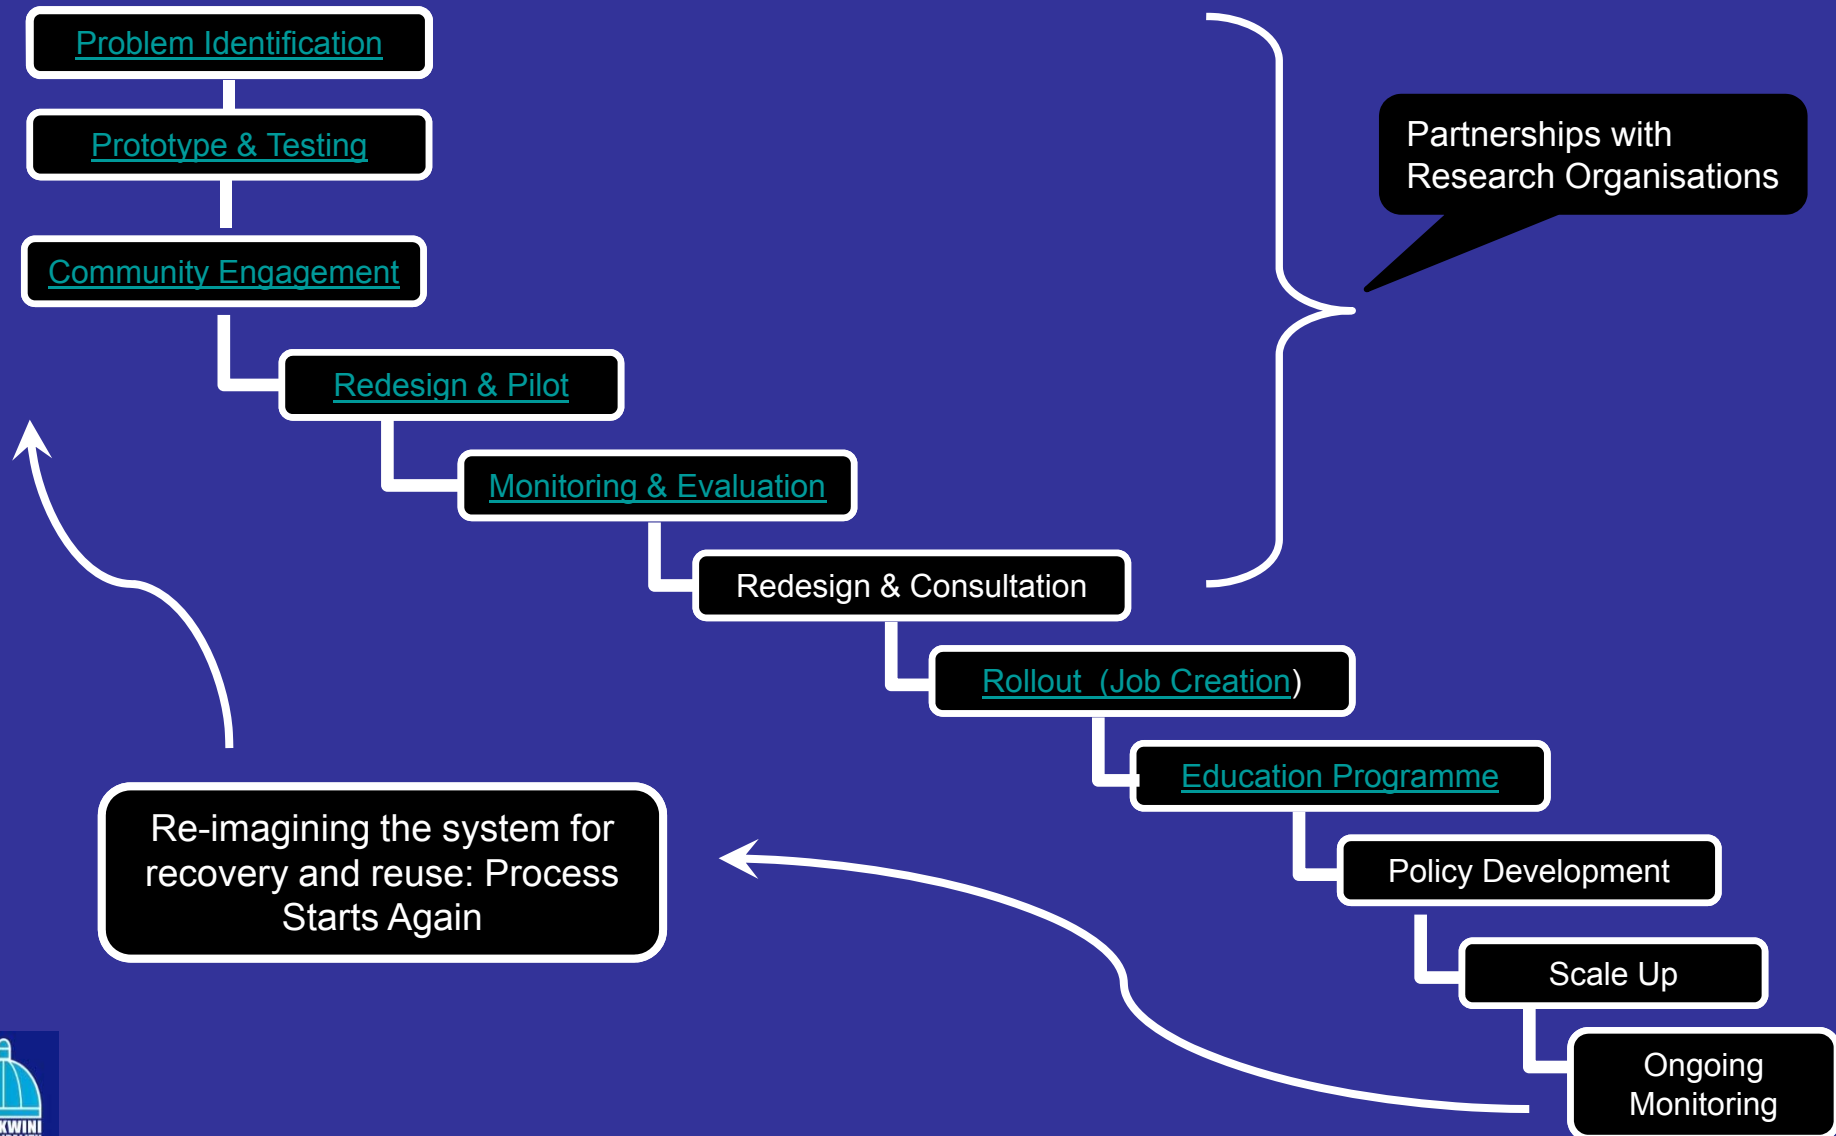 Problem Identification
Prototype & Testing
Community Engagement
Partnerships with
Research Organisations
Redesign & Pilot
Monitoring & Evaluation
Redesign & Consultation
Rollout (Job Creation)
Education Programme
Re-imagining the system for
recovery and reuse: Process
Starts Again
Policy Development
Scale Up
Ongoing
Monitoring
KWINI